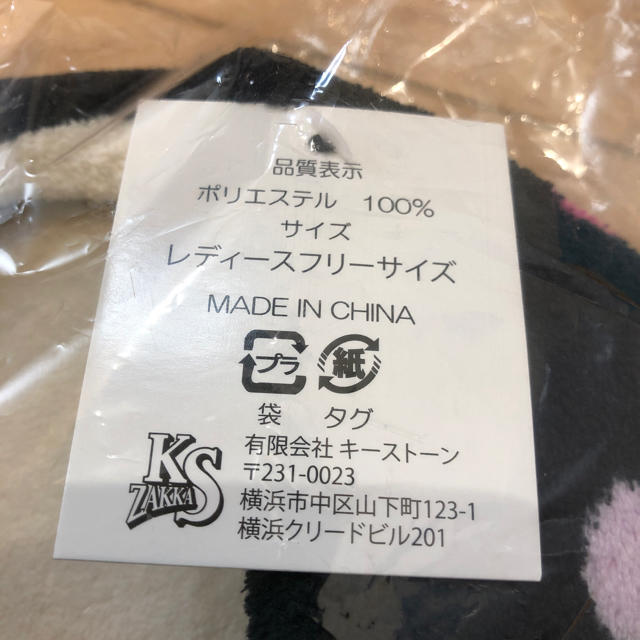 品質表示
ポリエステル 100%
サイズ
レディースフリーサイズ
MADE IN CHINA
プラ 紙
袋 タグ
KS
ZAKKA
有限会社 キーストーン
〒231-0023
横浜市中区山下町123-1
横浜クリードビル201